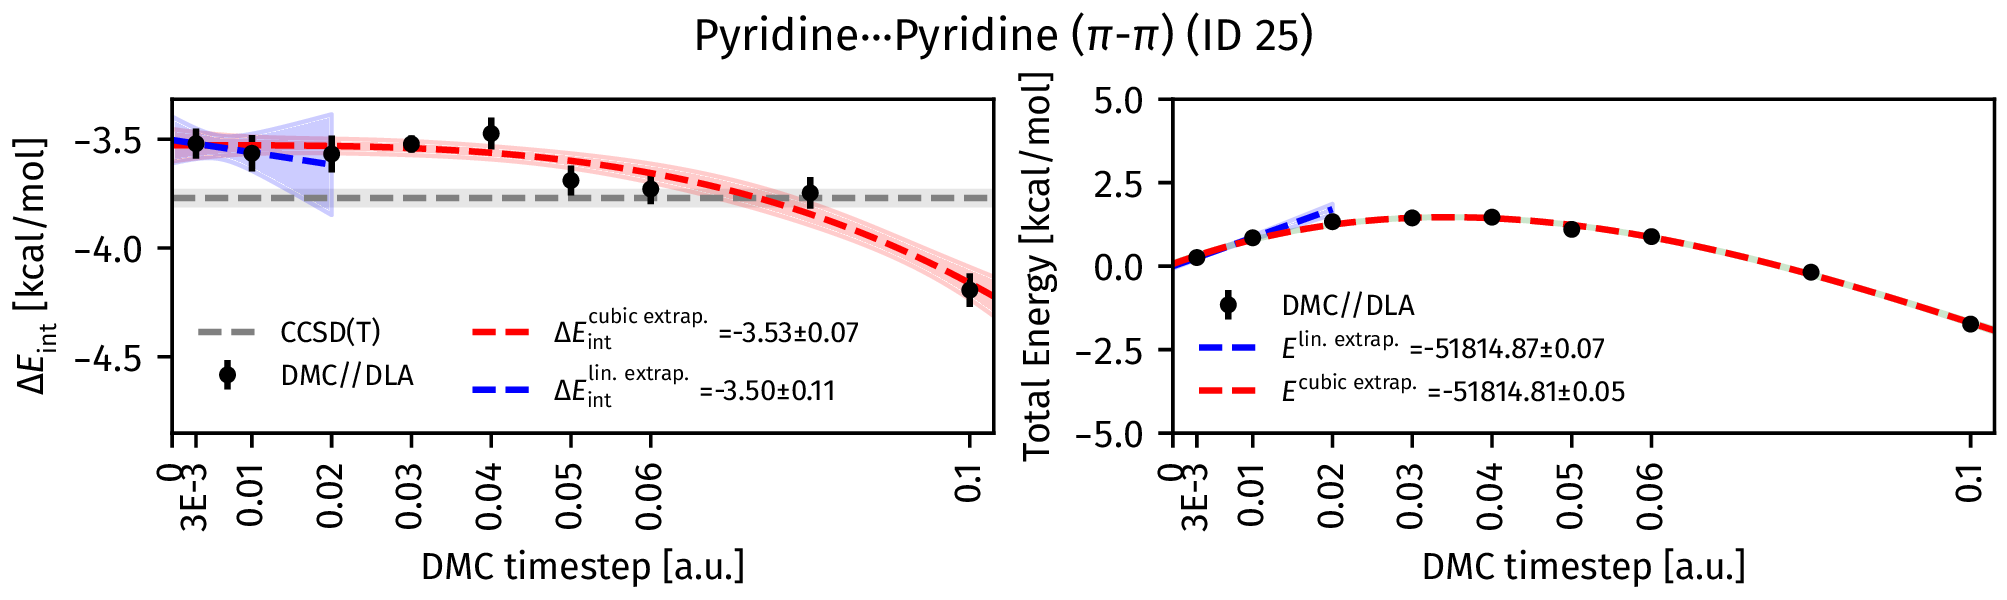 Pyridine···Pyridine (π-π) (ID 25)
ΔE_int [kcal/mol]
−3.5
−4.0
−4.5
CCSD(T)
DMC//DLA
ΔE_int^cubic extrap. =-3.53±0.07
ΔE_int^lin. extrap. =-3.50±0.11
0
3E-3
0.01
0.02
0.03
0.04
0.05
0.06
0.1
DMC timestep [a.u.]
Total Energy [kcal/mol]
5.0
2.5
0.0
−2.5
−5.0
DMC//DLA
E^lin. extrap. =-51814.87±0.07
E^cubic extrap. =-51814.81±0.05
0
3E-3
0.01
0.02
0.03
0.04
0.05
0.06
0.1
DMC timestep [a.u.]